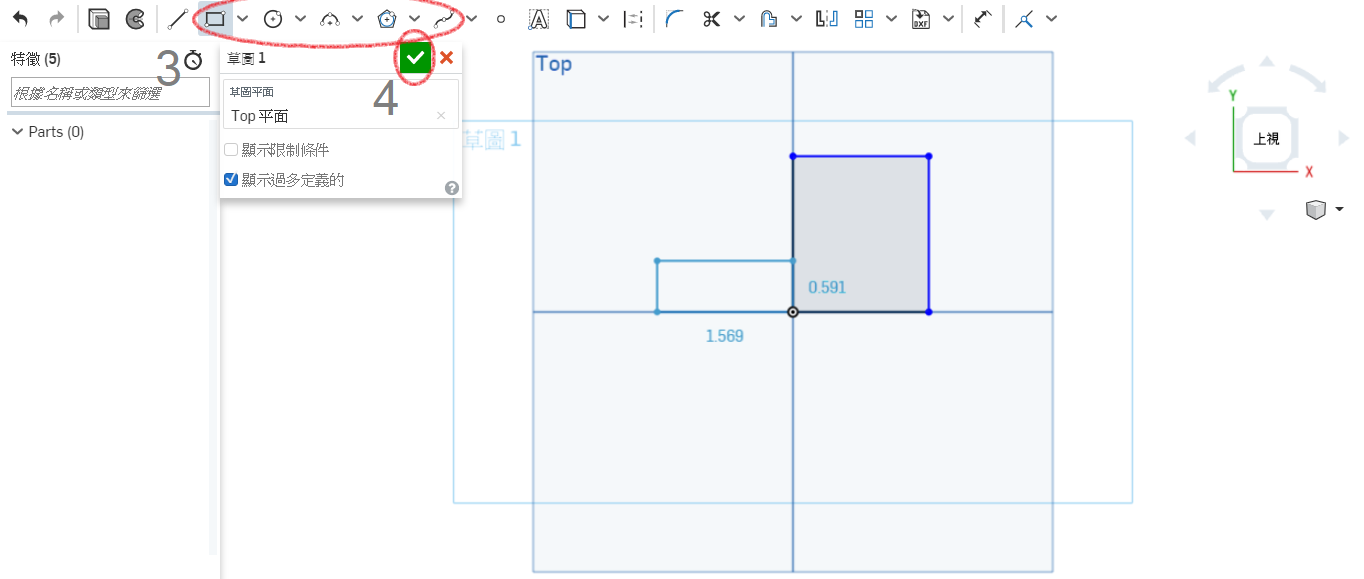 A
DXF
特徵 (5)
3
根據名稱或類型來篩選
Parts (0)
草圖 1
4
草圖平面
Top 平面
顯示限制條件
顯示過多定義的
?
Top
草圖 1
0.591
1.569
Y
上視
X